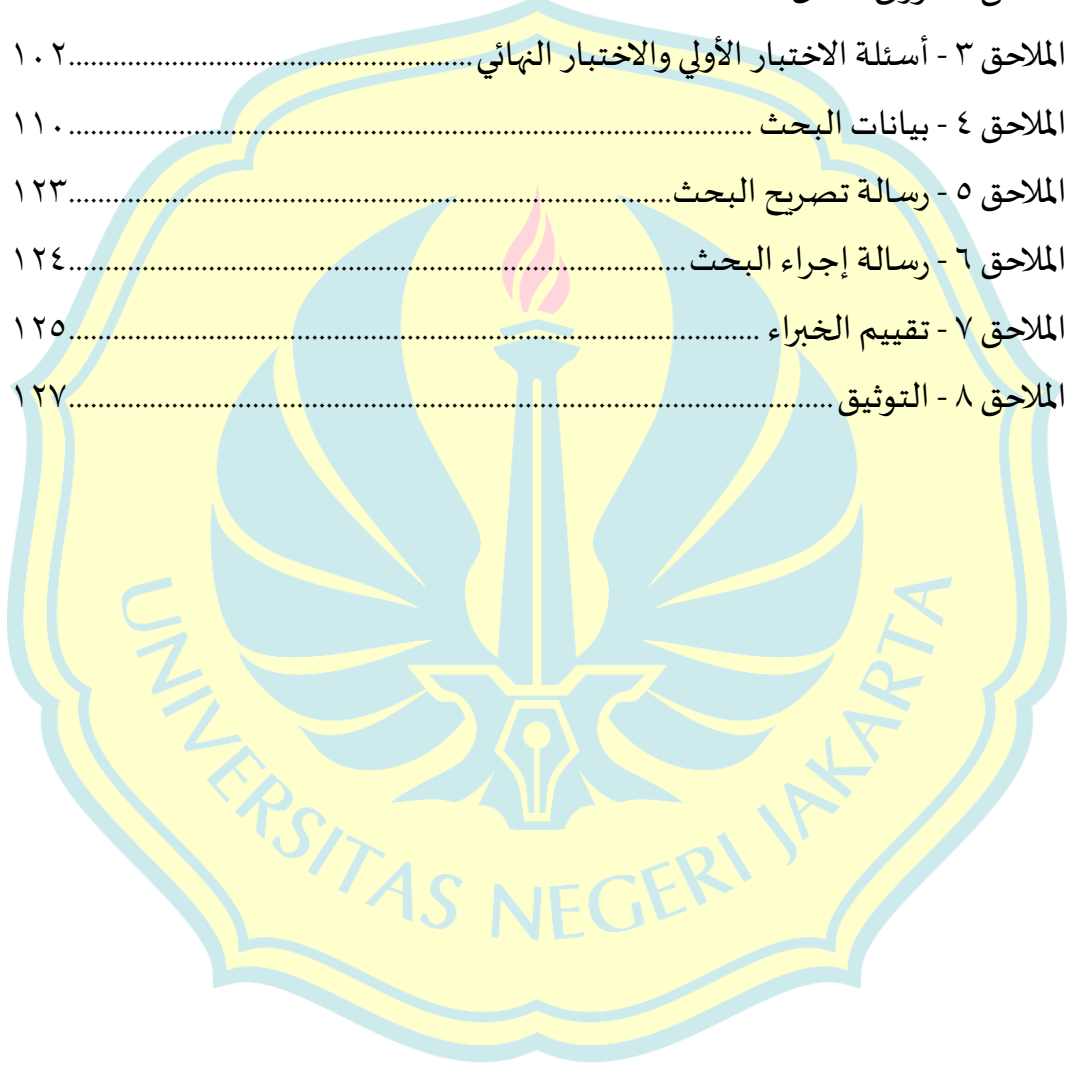 الملاحق ٣ - أسئلة الاختبار الأولي والاختبار النهائي................................................١٠٢
الملاحق ٤ - بيانات البحث ...........................................................................................١١٠
الملاحق ٥ - رسالة تصريح البحث................................................................................١٢٣
الملاحق ٦ - رسالة إجراء البحث..................................................................................١٢٤
الملاحق ٧ - تقييم الخبراء ............................................................................................١٢٥
الملاحق ٨ - التوثيق......................................................................................................١٢٧
UNIVERSITAS NEGERI JAKARTA